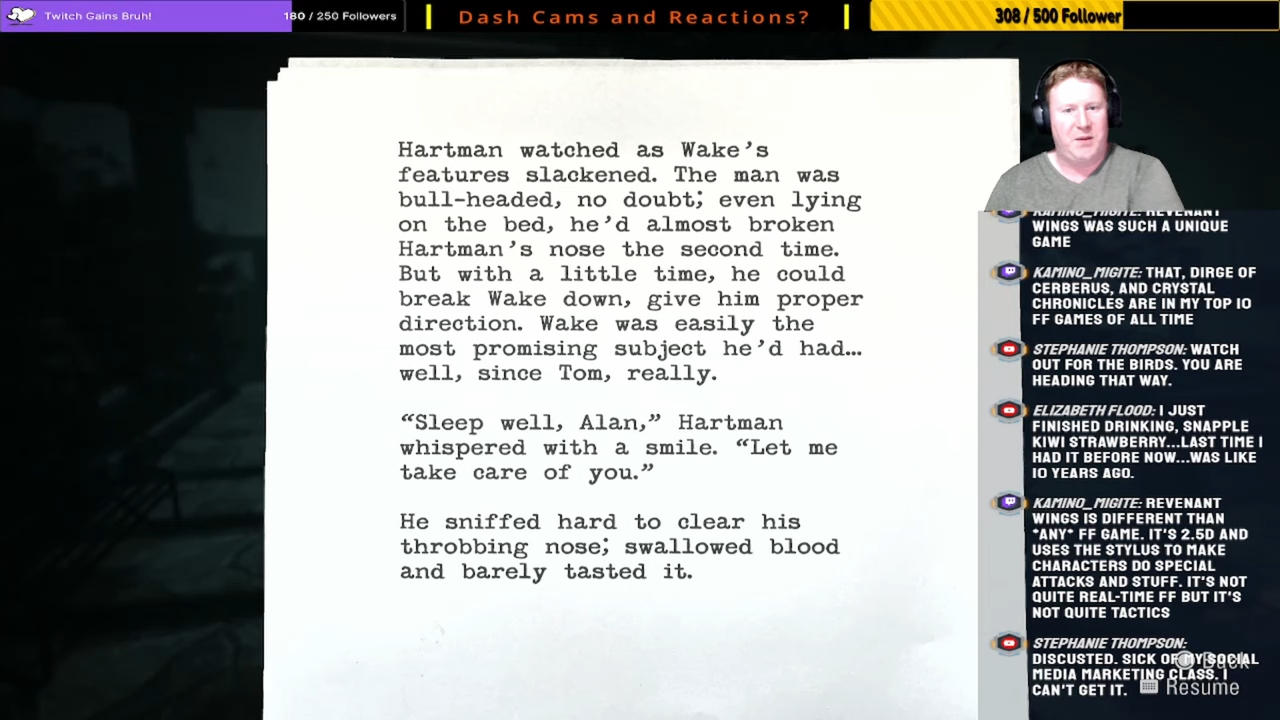 Twitch Gains Bruh!
180 / 250 Followers
Dash Cams and Reactions?
308 / 500 Follower
Hartman watched as Wake’s
features slackened. The man was
bull-headed, no doubt; even lying
on the bed, he’d almost broken
Hartman’s nose the second time.
But with a little time, he could
break Wake down, give him proper
direction. Wake was easily the
most promising subject he’d had…
well, since Tom, really.
“Sleep well, Alan,” Hartman
whispered with a smile. “Let me
take care of you.”
He sniffed hard to clear his
throbbing nose; swallowed blood
and barely tasted it.
KAMINO_MIGITE: REVENANT
WINGS WAS SUCH A UNIQUE
GAME
KAMINO_MIGITE: THAT, DIRGE OF
CERBERUS, AND CRYSTAL
CHRONICLES ARE IN MY TOP 10
FF GAMES OF ALL TIME
STEPHANIE THOMPSON: WATCH
OUT FOR THE BIRDS. YOU ARE
HEADING THAT WAY.
ELIZABETH FLOOD: I JUST
FINISHED DRINKING, SNAPPLE
KIWI STRAWBERRY...LAST TIME I
HAD IT BEFORE NOW...WAS LIKE
10 YEARS AGO.
KAMINO_MIGITE: REVENANT
WINGS IS DIFFERENT THAN
*ANY* FF GAME. IT'S 2.5D AND
USES THE STYLUS TO MAKE
CHARACTERS DO SPECIAL
ATTACKS AND STUFF. IT'S NOT
QUITE REAL-TIME FF BUT IT'S
NOT QUITE TACTICS
STEPHANIE THOMPSON:
DISCUSTED. SICK OF MY SOCIAL
MEDIA MARKETING CLASS. I
CAN'T GET IT.
Back
Resume